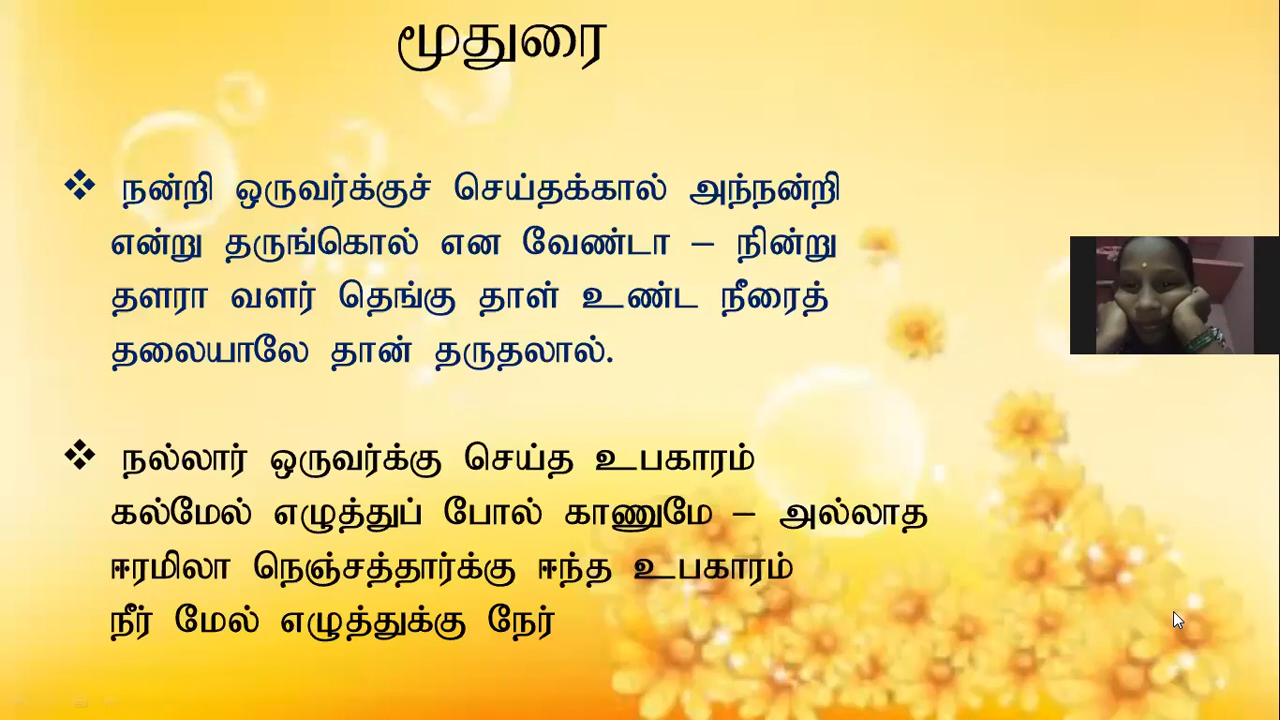 மூதுரை
❖ நன்றி ஒருவர்க்குச் செய்தக்கால் அந்நன்றி
என்று தருங்கொல் என வேண்டா – நின்று
தளரா வளர் தெங்கு தாள் உண்ட நீரைத்
தலையாலே தான் தருதலால்.
❖ நல்லார் ஒருவர்க்கு செய்த உபகாரம்
கல்மேல் எழுத்துப் போல் காணுமே – அல்லாத
ஈரமிலா நெஞ்சத்தார்க்கு ஈந்த உபகாரம்
நீர் மேல் எழுத்துக்கு நேர்